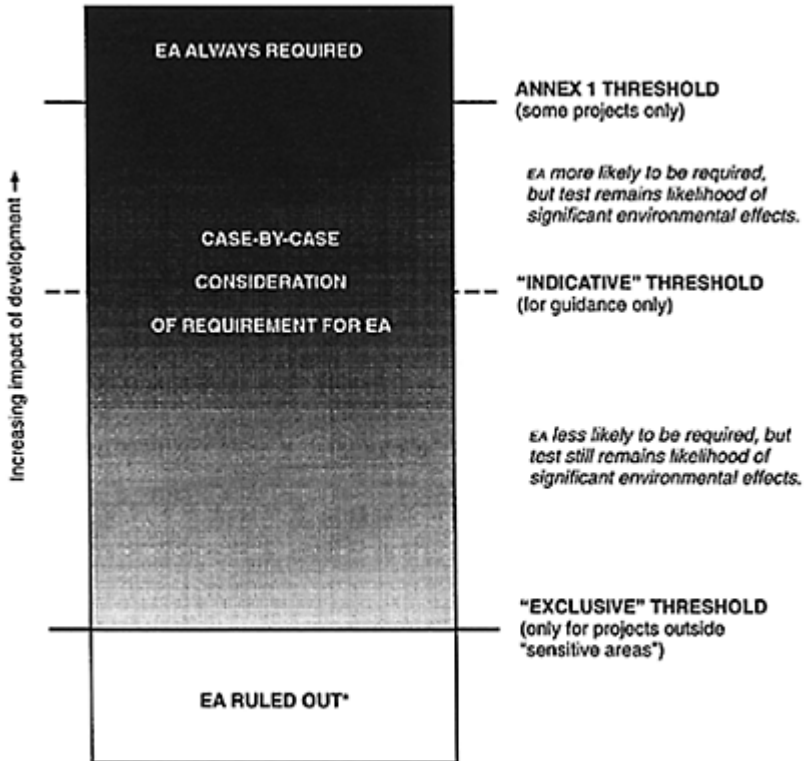 EA ALWAYS REQUIRED
ANNEX 1 THRESHOLD
(some projects only)
EA more likely to be required,
but test remains likelihood of
significant environmental effects.
Increasing impact of development →
CASE-BY-CASE
CONSIDERATION
OF REQUIREMENT FOR EA
"INDICATIVE" THRESHOLD
(for guidance only)
EA less likely to be required, but
test still remains likelihood of
significant environmental effects.
"EXCLUSIVE" THRESHOLD
(only for projects outside
"sensitive areas")
EA RULED OUT*